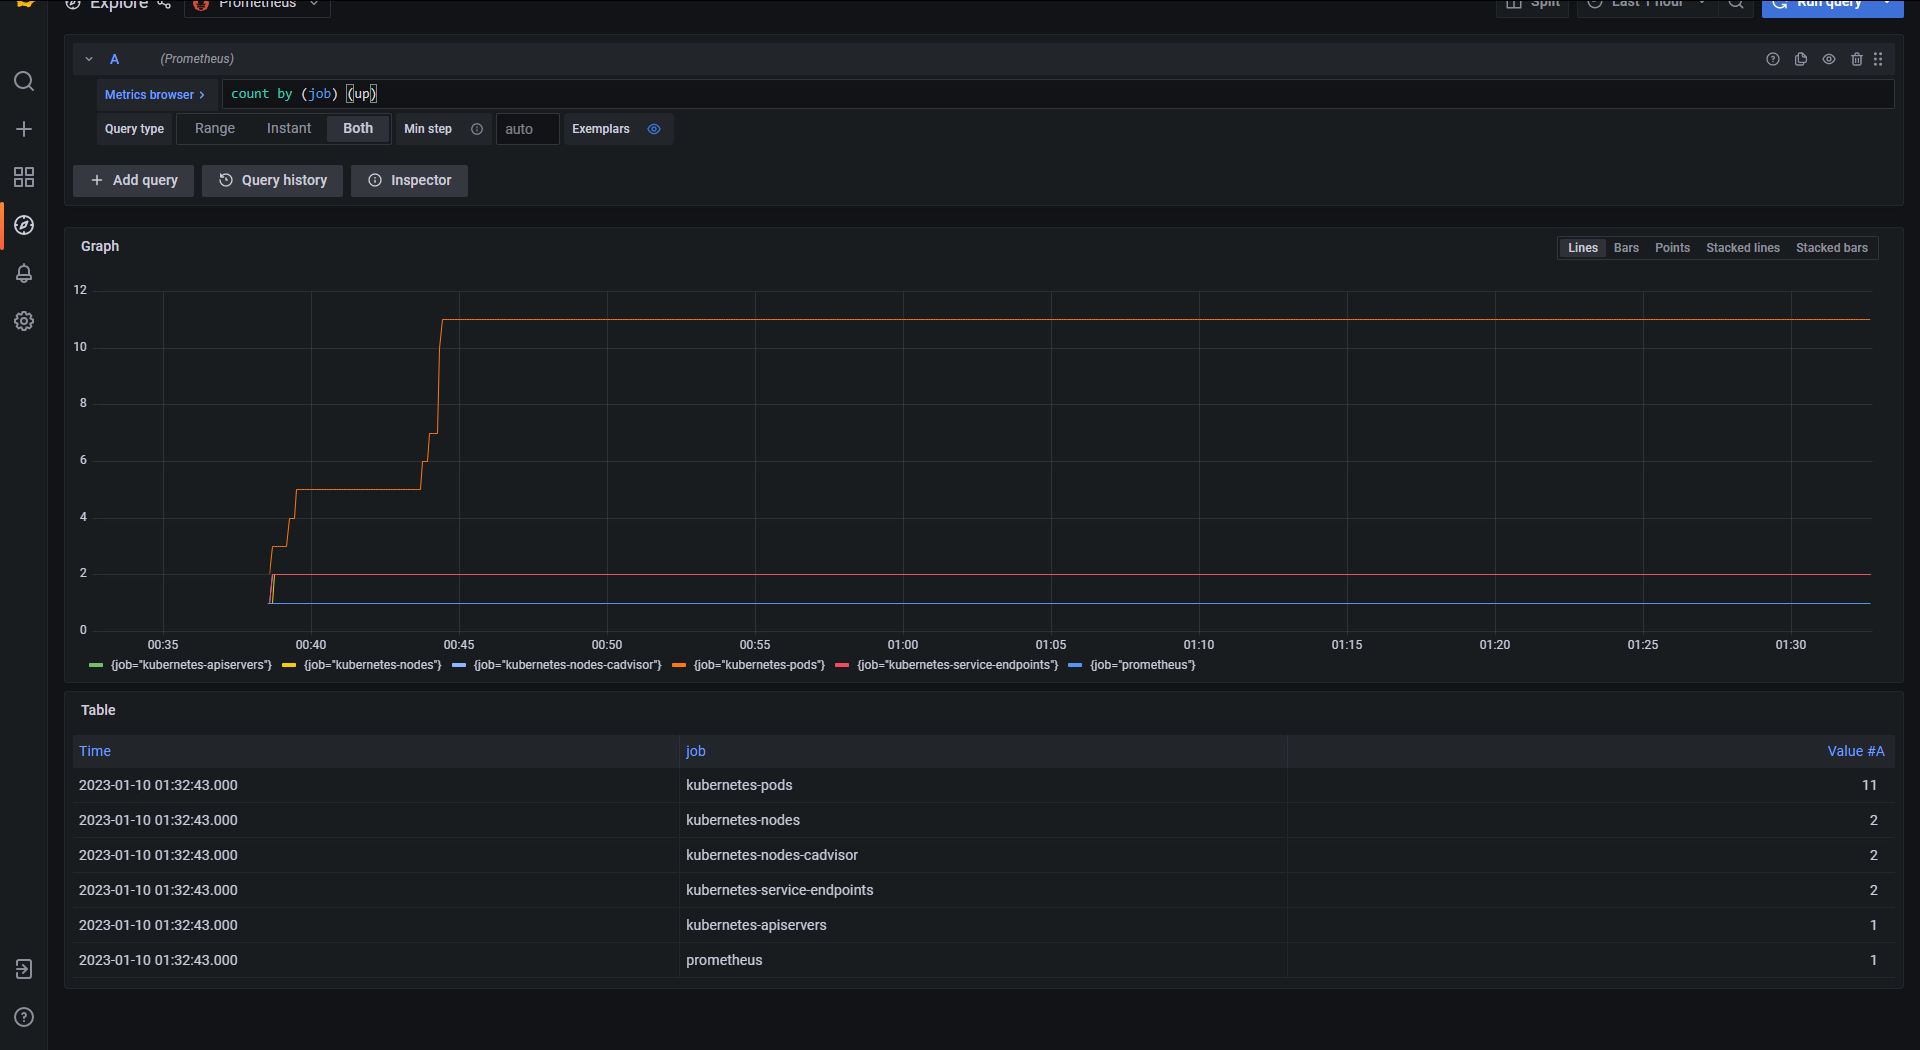 Explore Prometheus Split Last 1 hour Run query
A (Prometheus)
Metrics browser > count by (job) (up)
Query type Range Instant Both Min step auto Exemplars
Add query Query history Inspector
Graph Lines Bars Points Stacked lines Stacked bars
12
10
8
6
4
2
0
00:35 00:40 00:45 00:50 00:55 01:00 01:05 01:10 01:15 01:20 01:25 01:30
{job="kubernetes-apiservers"} {job="kubernetes-nodes"} {job="kubernetes-nodes-cadvisor"} {job="kubernetes-pods"} {job="kubernetes-service-endpoints"} {job="prometheus"}
Table
Time job Value #A
2023-01-10 01:32:43.000 kubernetes-pods 11
2023-01-10 01:32:43.000 kubernetes-nodes 2
2023-01-10 01:32:43.000 kubernetes-nodes-cadvisor 2
2023-01-10 01:32:43.000 kubernetes-service-endpoints 2
2023-01-10 01:32:43.000 kubernetes-apiservers 1
2023-01-10 01:32:43.000 prometheus 1